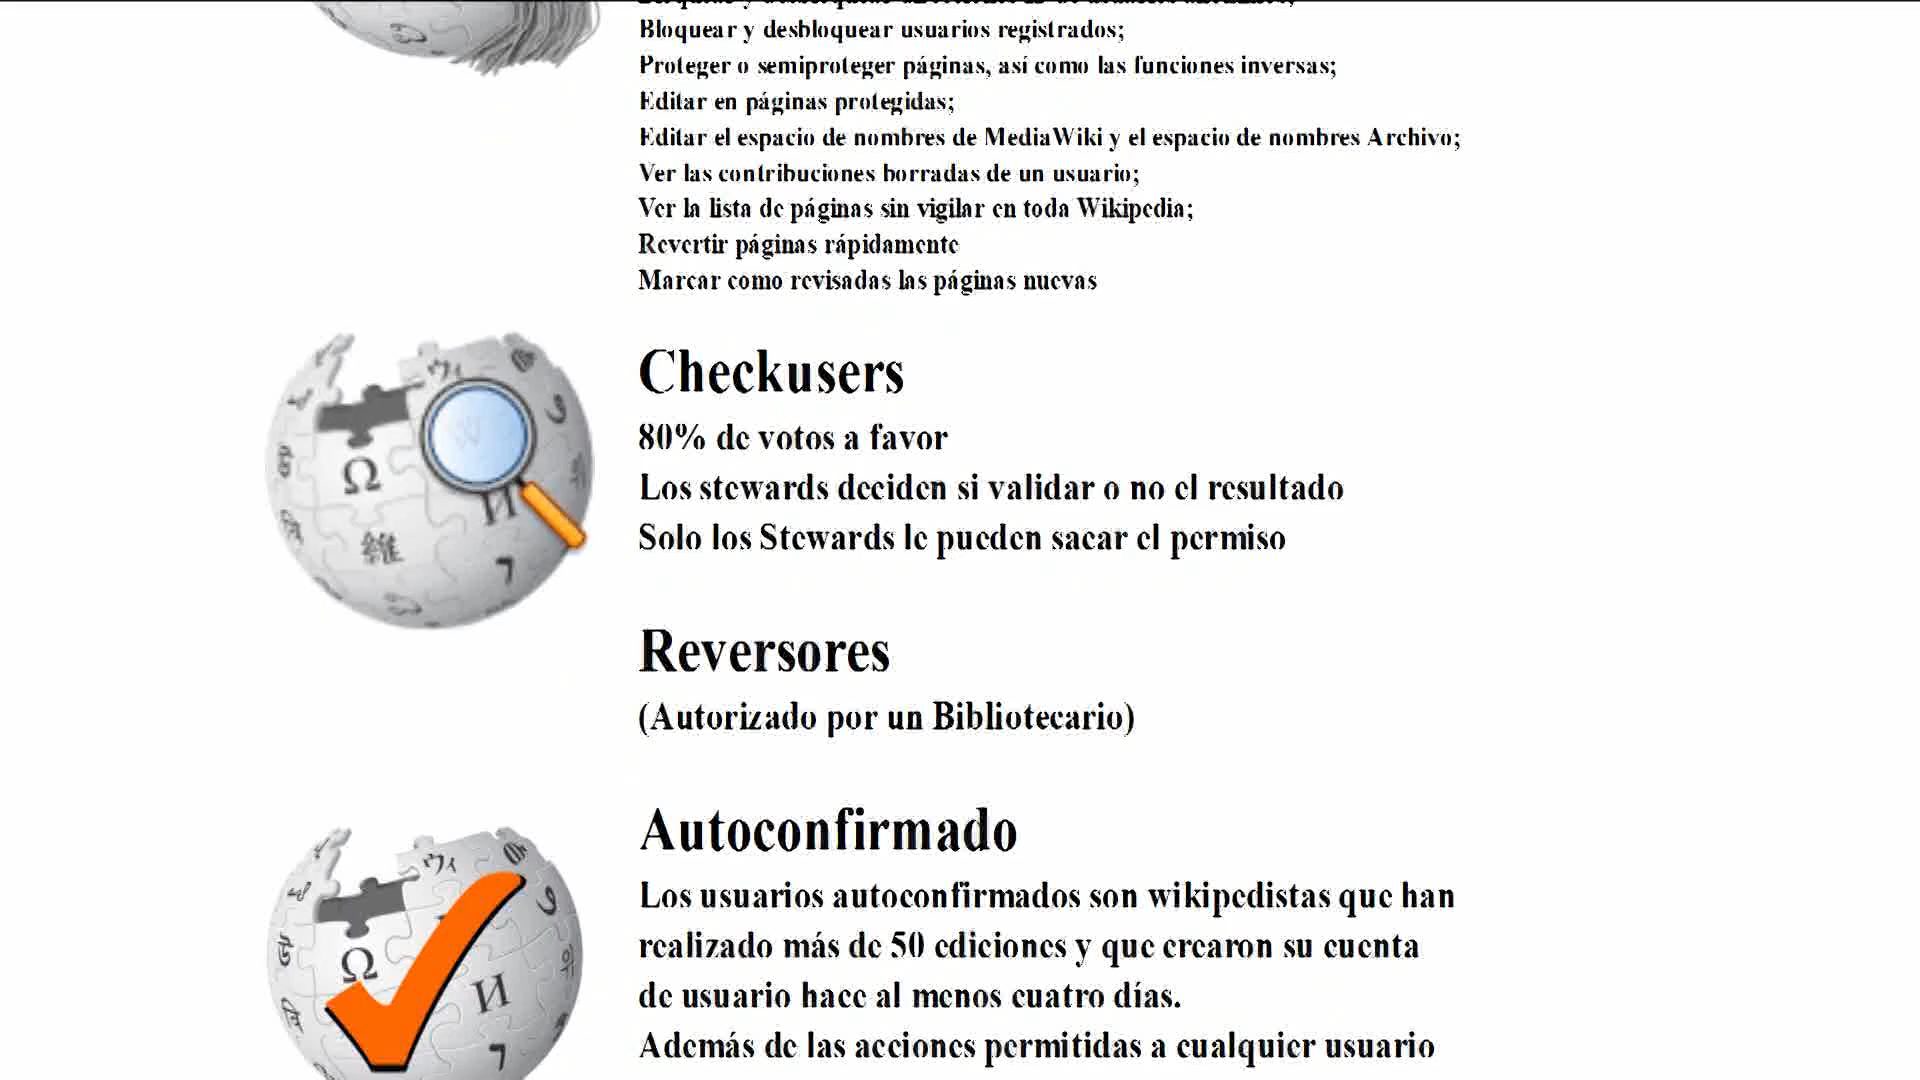 Bloquear y desbloquear usuarios registrados;
Proteger o semiproteger páginas, así como las funciones inversas;
Editar en páginas protegidas;
Editar el espacio de nombres de MediaWiki y el espacio de nombres Archivo;
Ver las contribuciones borradas de un usuario;
Ver la lista de páginas sin vigilar en toda Wikipedia;
Revertir páginas rápidamente
Marcar como revisadas las páginas nuevas
Checkusers
80% de votos a favor
Los stewards deciden si validar o no el resultado
Solo los Stewards le pueden sacar el permiso
Reversores
(Autorizado por un Bibliotecario)
Autoconfirmado
Los usuarios autoconfirmados son wikipedistas que han
realizado más de 50 ediciones y que crearon su cuenta
de usuario hace al menos cuatro días.
Además de las acciones permitidas a cualquier usuario